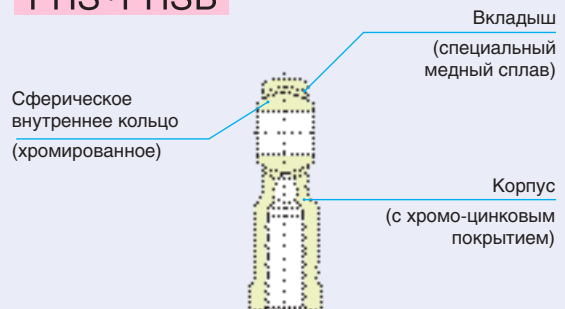 PHS·PHSB
Вкладыш
(специальный
медный сплав)
Сферическое
внутреннее кольцо
(хромированное)
Корпус
(с хромо-цинковым
покрытием)